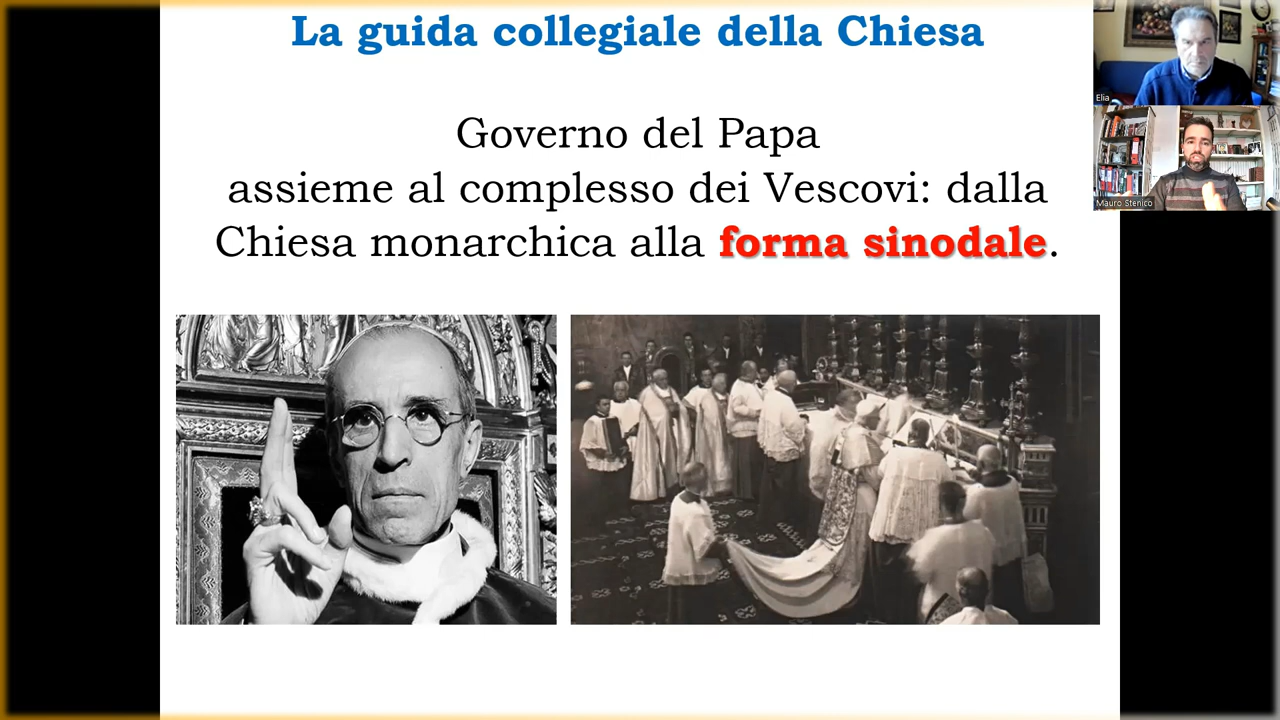 La guida collegiale della Chiesa
Governo del Papa
assieme al complesso dei Vescovi: dalla
Chiesa monarchica alla forma sinodale.
Elia
Mauro Stenico